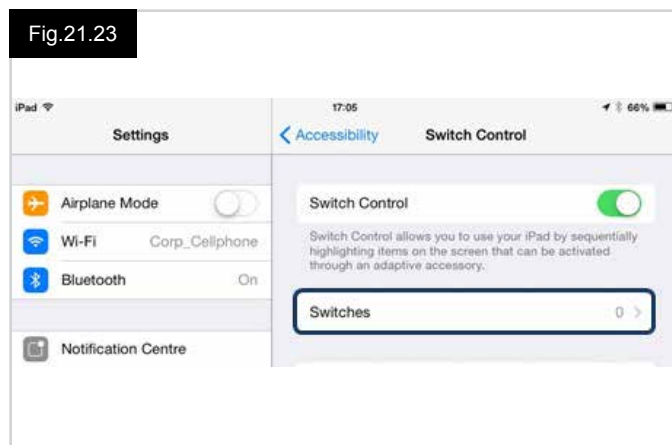 Fig.21.23
iPad 17:05 66%
Settings
Accessibility Switch Control
Airplane Mode
Wi-Fi Corp_Cellphone
Bluetooth On
Notification Centre
Switch Control
Switch Control allows you to use your iPad by sequentially
highlighting items on the screen that can be activated
through an adaptive accessory.
Switches 0